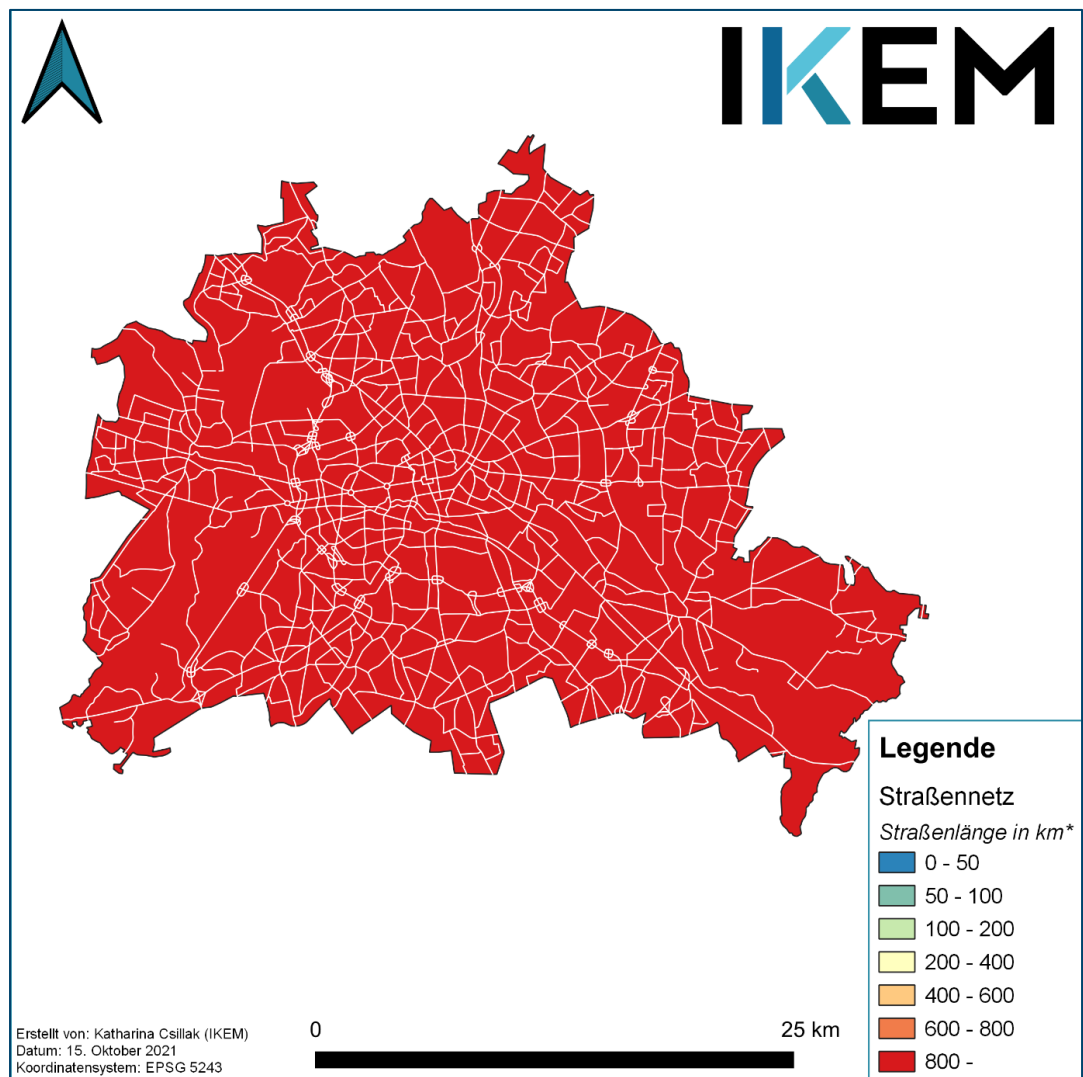 IKEM
Legende
Straßennetz
Straßenlänge in km*
0 - 50
50 - 100
100 - 200
200 - 400
400 - 600
600 - 800
800 -
Erstellt von: Katharina Csillak (IKEM)
Datum: 15. Oktober 2021
Koordinatensystem: EPSG 5243
0 25 km